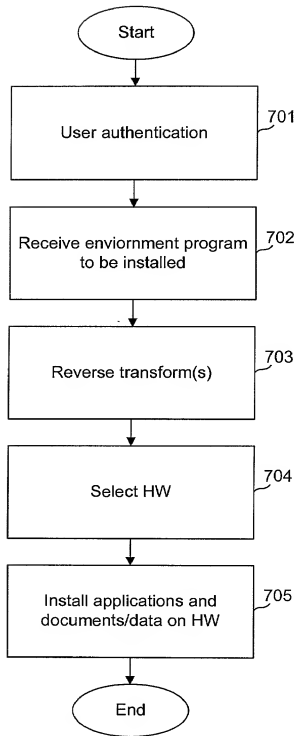 Start
701
User authentication
702
Receive enviornment program
to be installed
703
Reverse transform(s)
704
Select HW
705
Install applications and
documents/data on HW
End